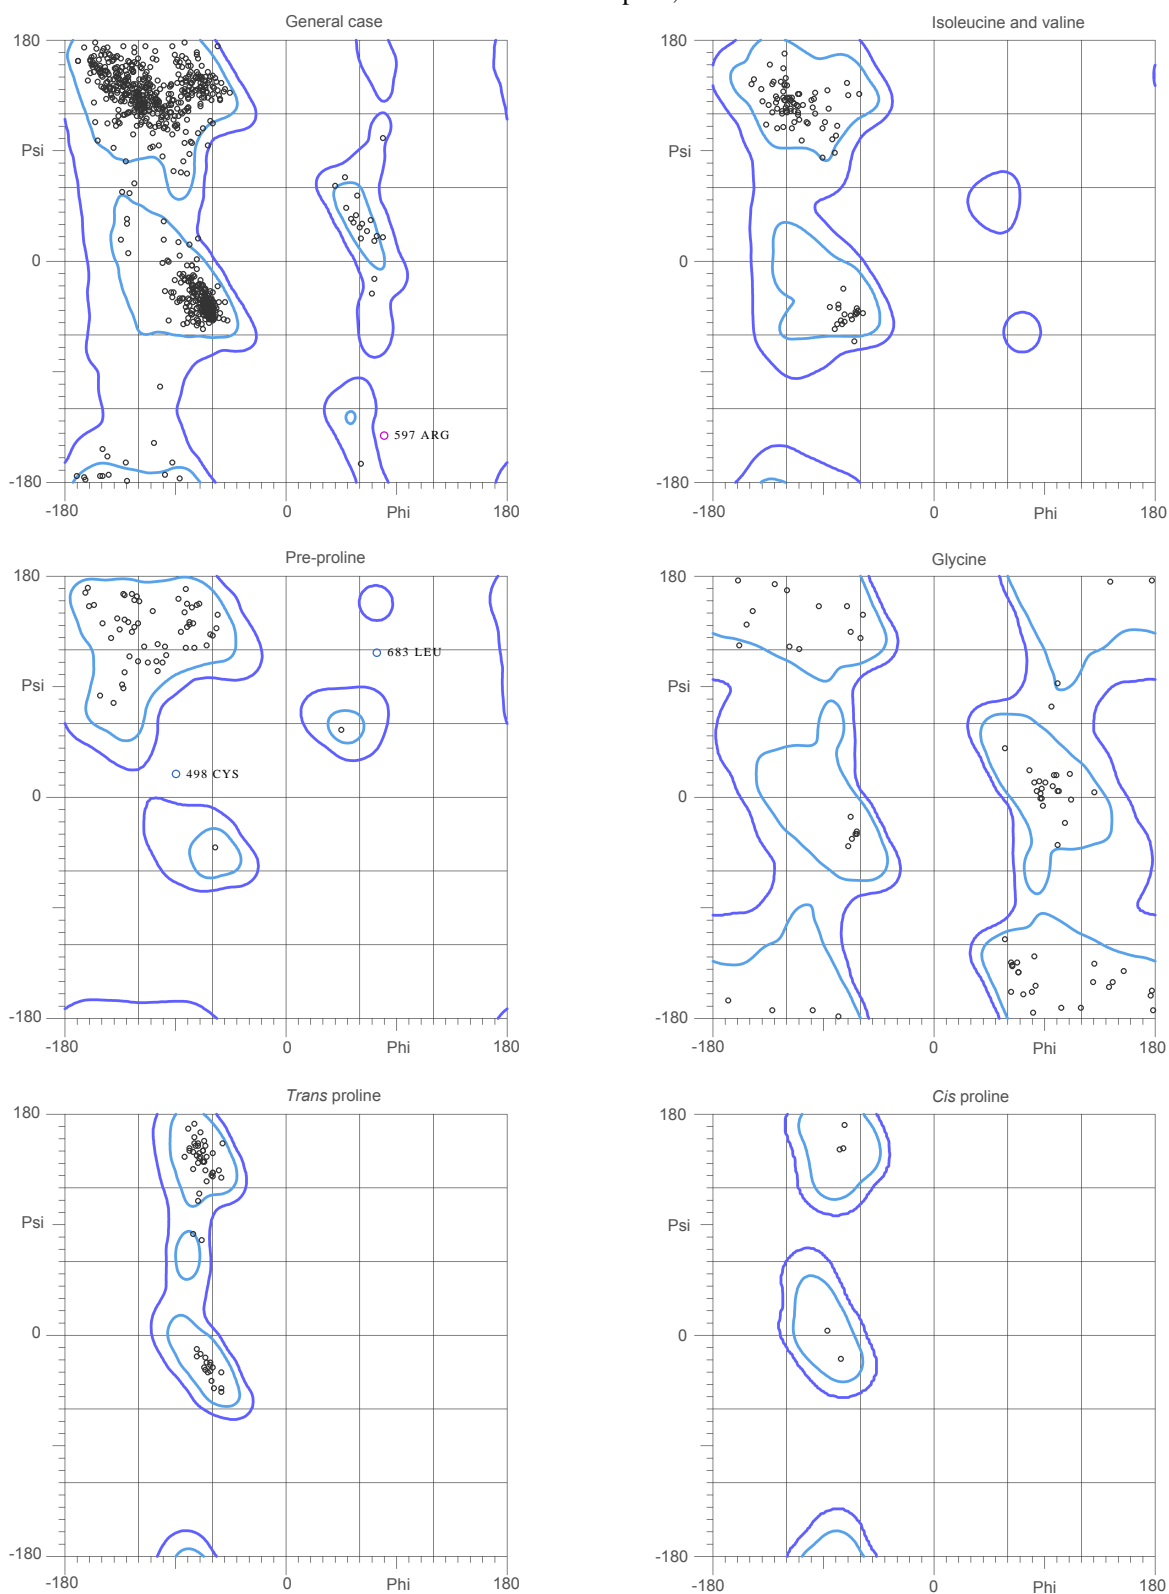 General case
Isoleucine and valine
180
180
Psi
Psi
0
0
597 ARG
-180
-180
-180
0
Phi
180
-180
0
Phi
180
Pre-proline
Glycine
180
180
683 LEU
Psi
Psi
498 CYS
0
0
-180
-180
-180
0
Phi
180
-180
0
Phi
180
Trans proline
Cis proline
180
180
Psi
Psi
0
0
-180
-180
-180
0
Phi
180
-180
0
Phi
180